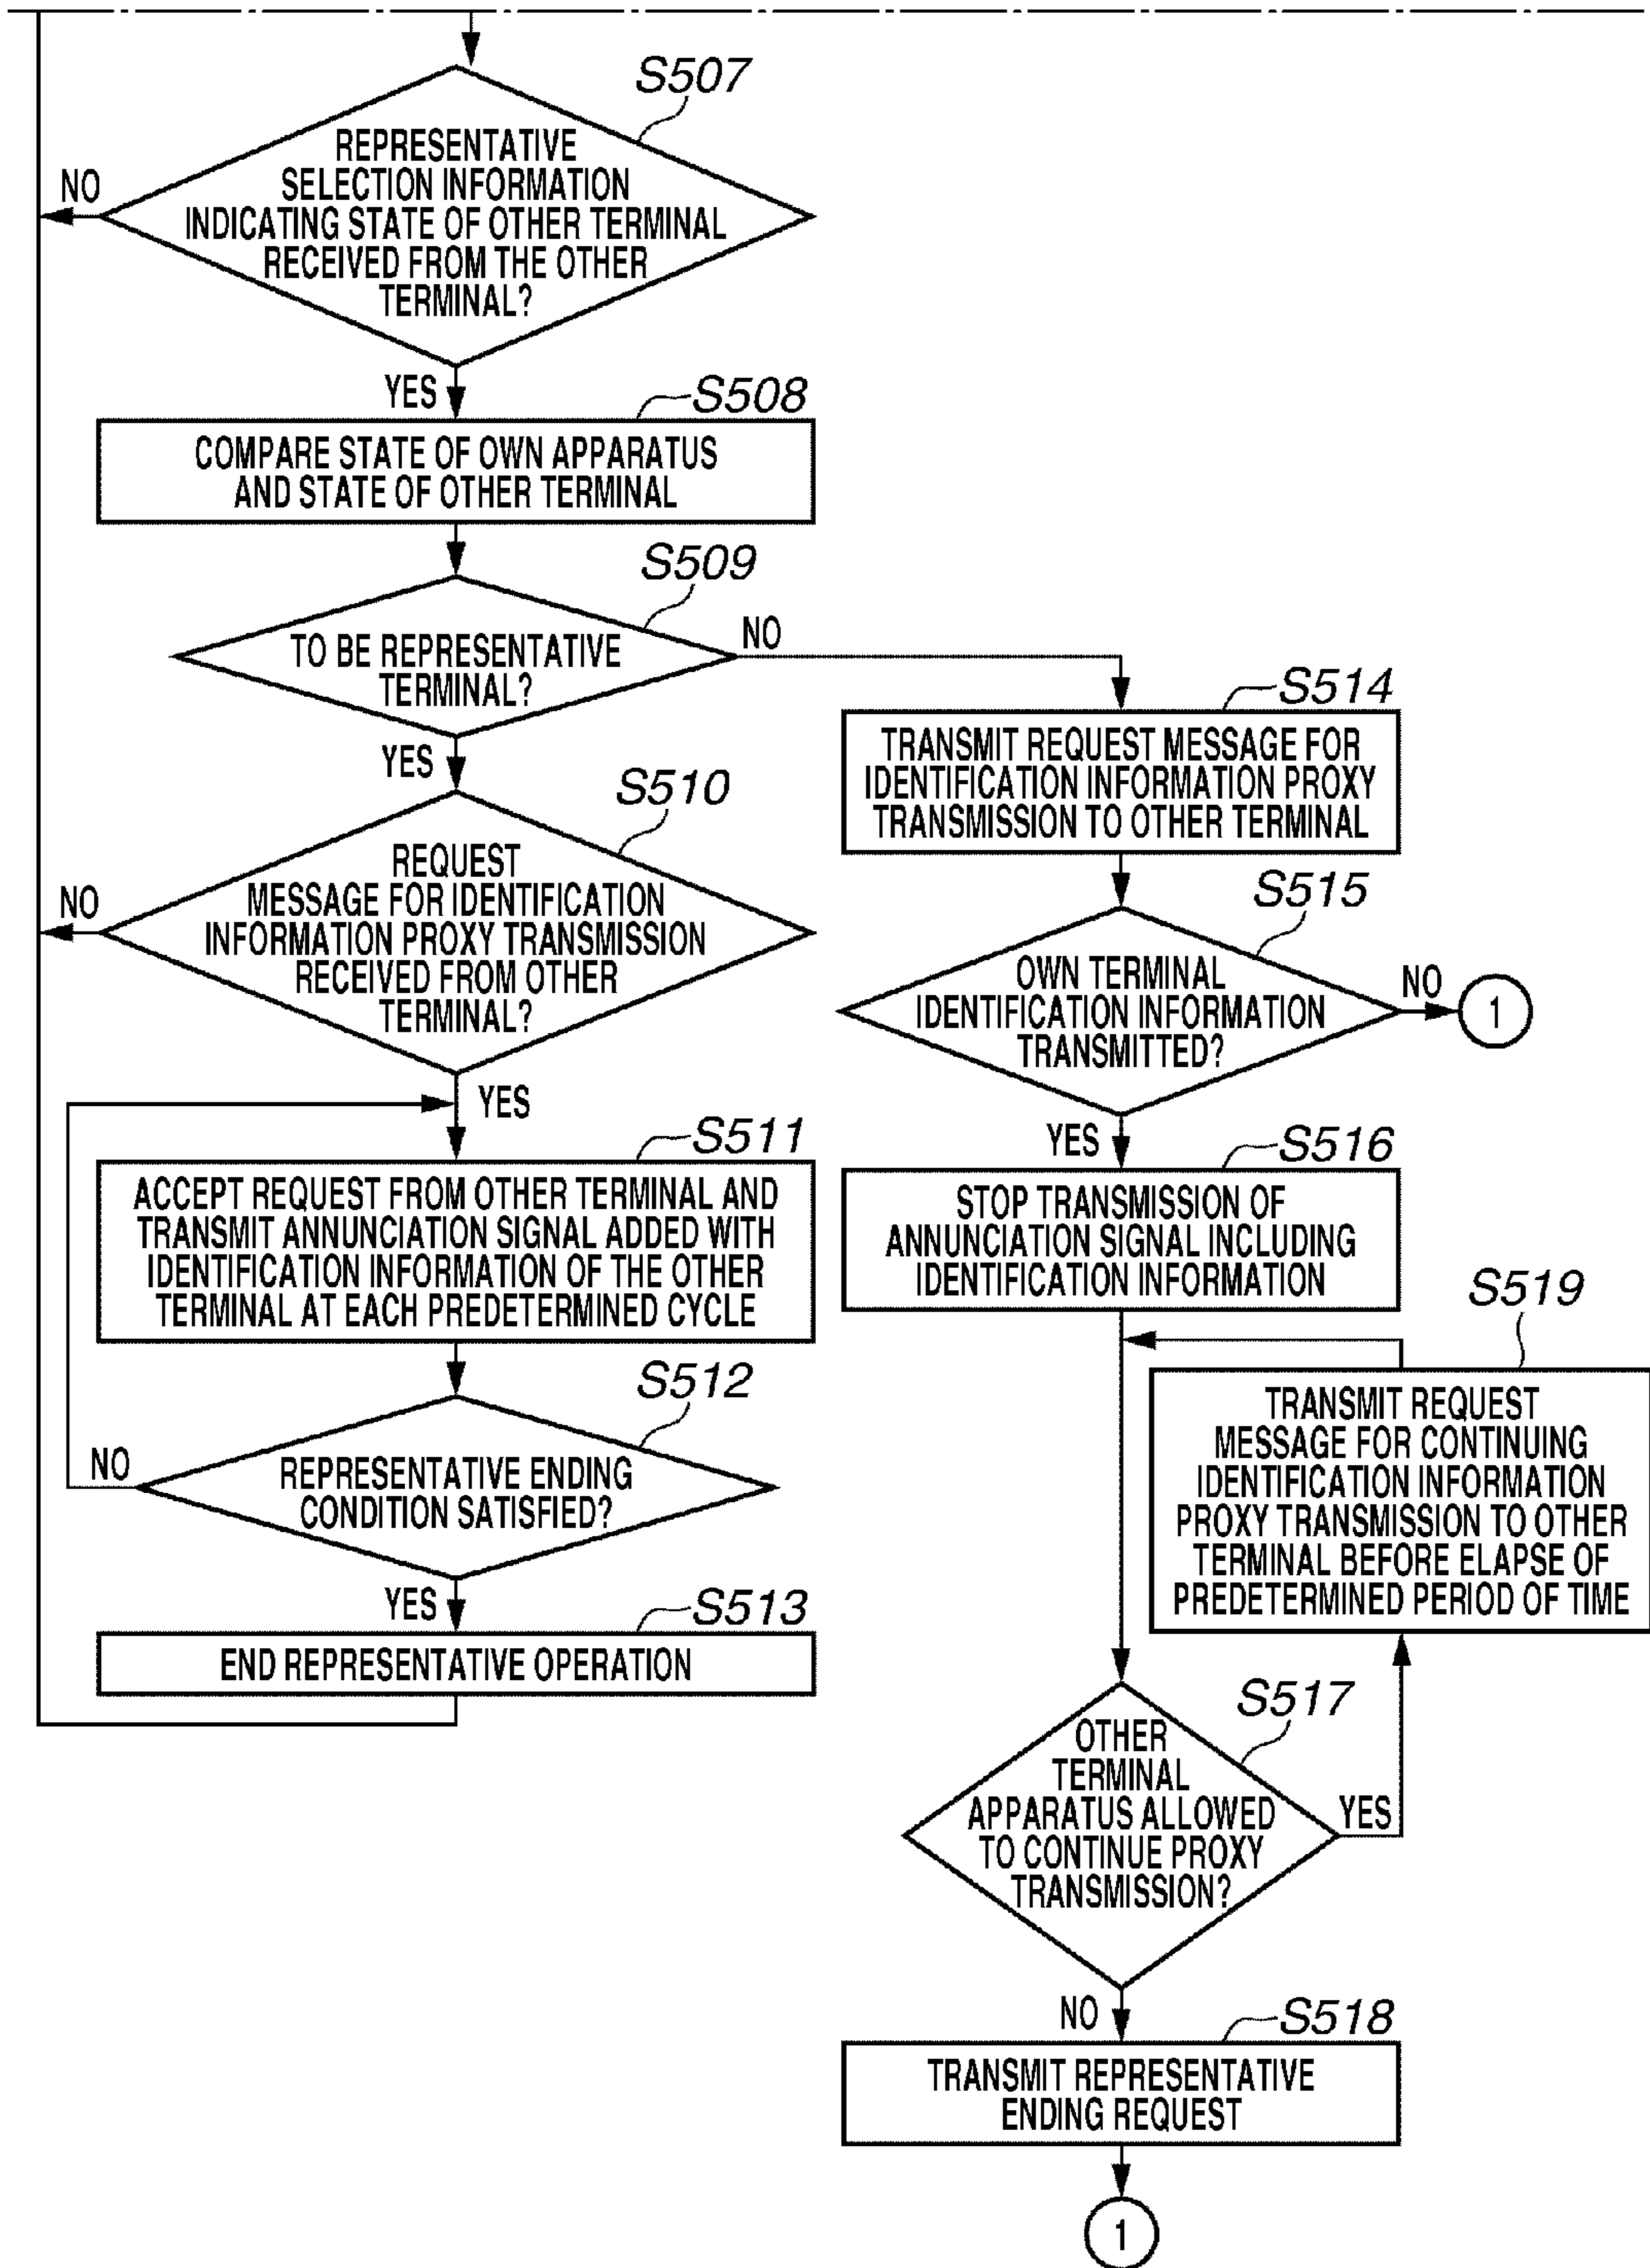 S507
REPRESENTATIVE
SELECTION INFORMATION
INDICATING STATE OF OTHER TERMINAL
RECEIVED FROM THE OTHER
TERMINAL?
NO
YES
S508
COMPARE STATE OF OWN APPARATUS
AND STATE OF OTHER TERMINAL
S509
TO BE REPRESENTATIVE
TERMINAL?
NO
YES
S510
REQUEST
MESSAGE FOR IDENTIFICATION
INFORMATION PROXY TRANSMISSION
RECEIVED FROM OTHER
TERMINAL?
NO
YES
S511
ACCEPT REQUEST FROM OTHER TERMINAL AND
TRANSMIT ANNUNCIATION SIGNAL ADDED WITH
IDENTIFICATION INFORMATION OF THE OTHER
TERMINAL AT EACH PREDETERMINED CYCLE
S512
REPRESENTATIVE ENDING
CONDITION SATISFIED?
NO
YES
S513
END REPRESENTATIVE OPERATION
S514
TRANSMIT REQUEST MESSAGE FOR
IDENTIFICATION INFORMATION PROXY
TRANSMISSION TO OTHER TERMINAL
S515
OWN TERMINAL
IDENTIFICATION INFORMATION
TRANSMITTED?
NO
1
YES
S516
STOP TRANSMISSION OF
ANNUNCIATION SIGNAL INCLUDING
IDENTIFICATION INFORMATION
S519
TRANSMIT REQUEST
MESSAGE FOR CONTINUING
IDENTIFICATION INFORMATION
PROXY TRANSMISSION TO OTHER
TERMINAL BEFORE ELAPSE OF
PREDETERMINED PERIOD OF TIME
S517
OTHER
TERMINAL
APPARATUS ALLOWED
TO CONTINUE PROXY
TRANSMISSION?
YES
NO
S518
TRANSMIT REPRESENTATIVE
ENDING REQUEST
1